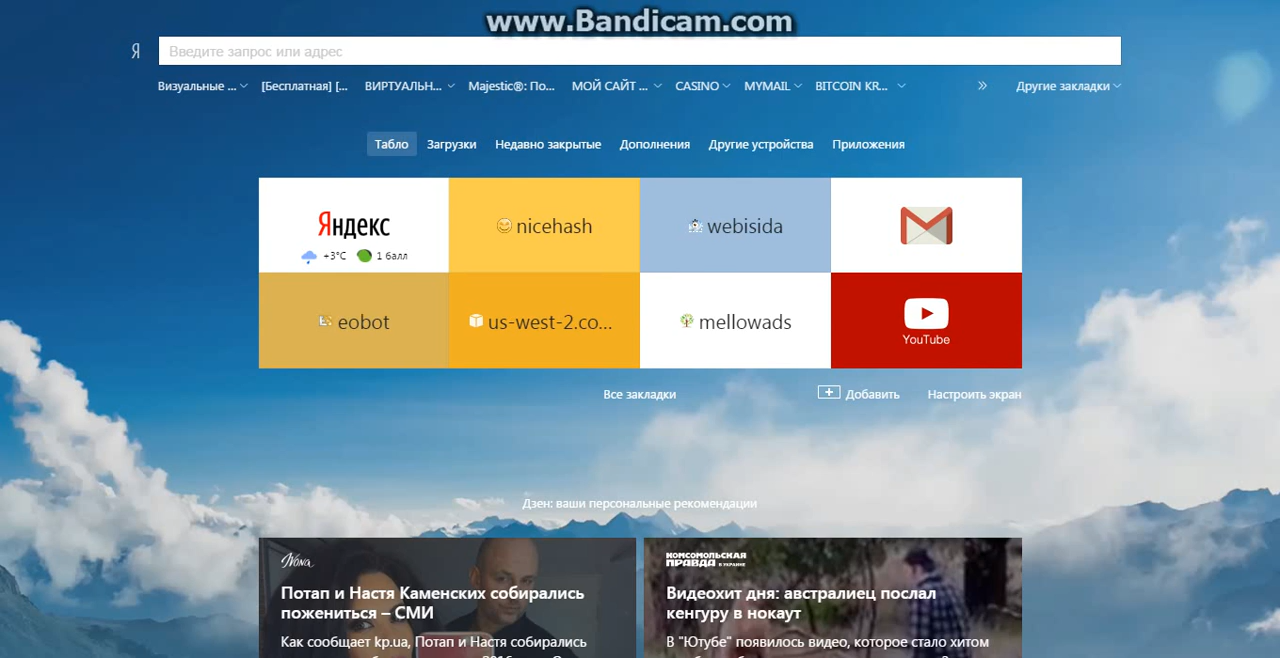 www.Bandicam.com
Я
Введите запрос или адрес
Визуальные ... [Бесплатная] [... ВИРТУАЛЬН... Majestic®: По... МОЙ САЙТ ... CASINO MYMAIL BITCOIN KR... » Другие закладки
Табло Загрузки Недавно закрытые Дополнения Другие устройства Приложения
Яндекс
+3°C 1 балл
nicehash
webisida
eobot
us-west-2.co...
mellowads
YouTube
Все закладки
Добавить
Настроить экран
Дзен: ваши персональные рекомендации
Nona
Потап и Настя Каменских собирались
пожениться – СМИ
Как сообщает kp.ua, Потап и Настя собирались
КОМСОМОЛЬСКАЯ
ПРАВДА В УКРАИНЕ
Видеохит дня: австралиец послал
кенгуру в нокаут
В "Ютубе" появилось видео, которое стало хитом